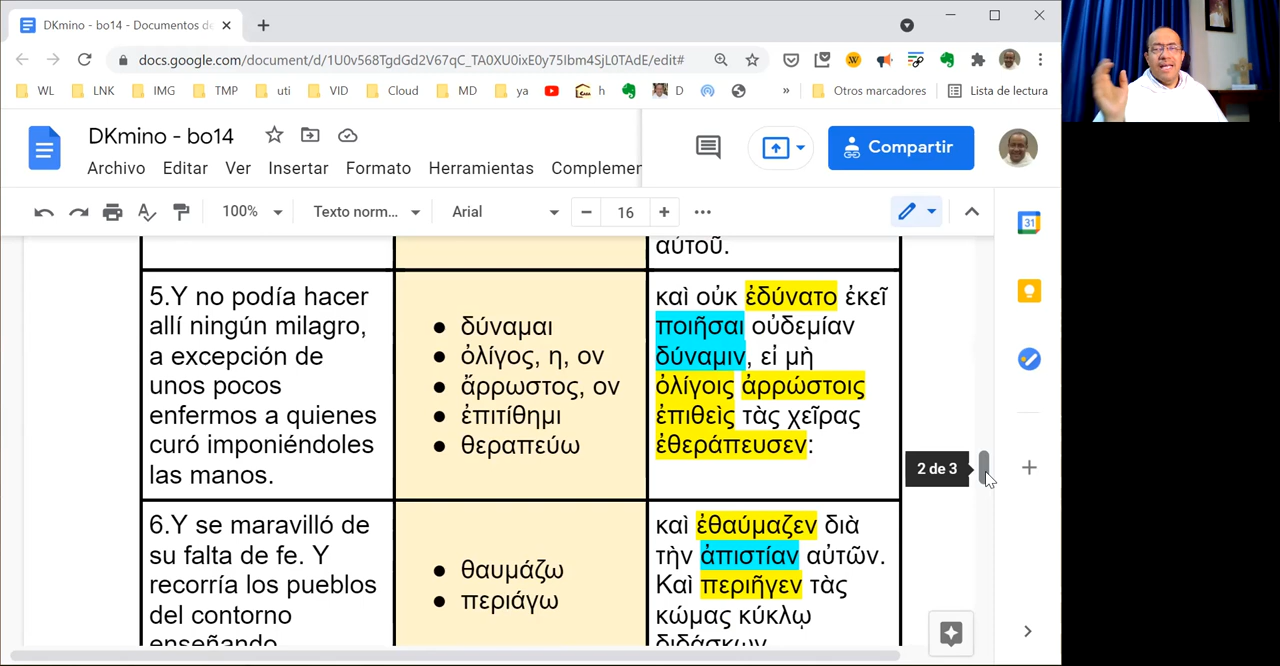 DKmino - bo14 - Documentos de
docs.google.com/document/d/1U0v568TgdGd2V67-C_TA0XU0ixE0y75Ibm4SjL0TAdE/edit#
WL LNK IMG TMP uti VID Cloud MD ya h D » Otros marcadores Lista de lectura
DKmino - bo14
Archivo Editar Ver Insertar Formato Herramientas Complemen
Compartir
100% Texto norm... Arial 16
31
αὐτοῦ.
5.Y no podía hacer
allí ningún milagro,
a excepción de
unos pocos
enfermos a quienes
curó imponiéndoles
las manos.
● δύναμαι
● ὀλίγος, η, ον
● ἄρρωστος, ον
● ἐπιτίθημι
● θεραπεύω
καὶ οὐκ ἐδύνατο ἐκεῖ
ποιῆσαι οὐδεμίαν
δύναμιν, εἰ μὴ
ὀλίγοις ἀρρώστοις
ἐπιθεὶς τὰς χεῖρας
ἐθεράπευσεν:
2 de 3
6.Y se maravilló de
su falta de fe. Y
recorría los pueblos
del contorno
enseñando
● θαυμάζω
● περιάγω
καὶ ἐθαύμαζεν διὰ
τὴν ἀπιστίαν αὐτῶν.
Καὶ περιῆγεν τὰς
κώμας κύκλῳ
διδάσκων